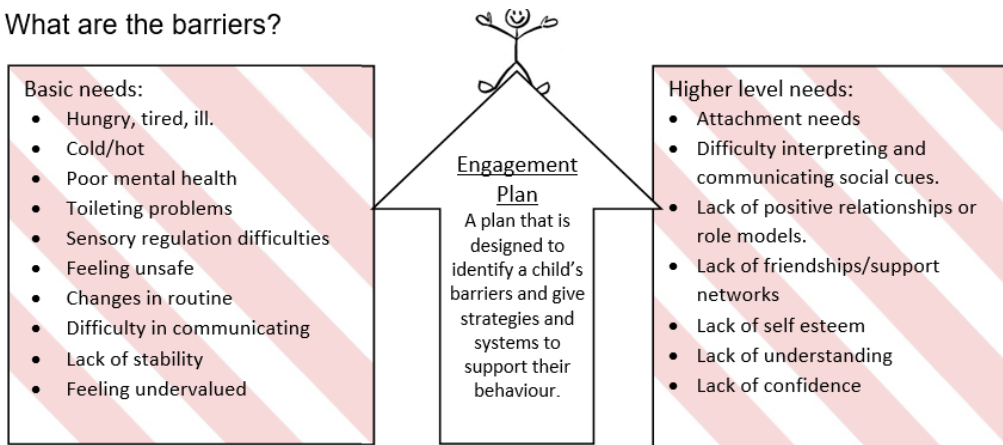 What are the barriers?
Basic needs:
• Hungry, tired, ill.
• Cold/hot
• Poor mental health
• Toileting problems
• Sensory regulation difficulties
• Feeling unsafe
• Changes in routine
• Difficulty in communicating
• Lack of stability
• Feeling undervalued
Engagement
Plan
A plan that is
designed to
identify a child’s
barriers and give
strategies and
systems to
support their
behaviour.
Higher level needs:
• Attachment needs
• Difficulty interpreting and
communicating social cues.
• Lack of positive relationships or
role models.
• Lack of friendships/support
networks
• Lack of self esteem
• Lack of understanding
• Lack of confidence